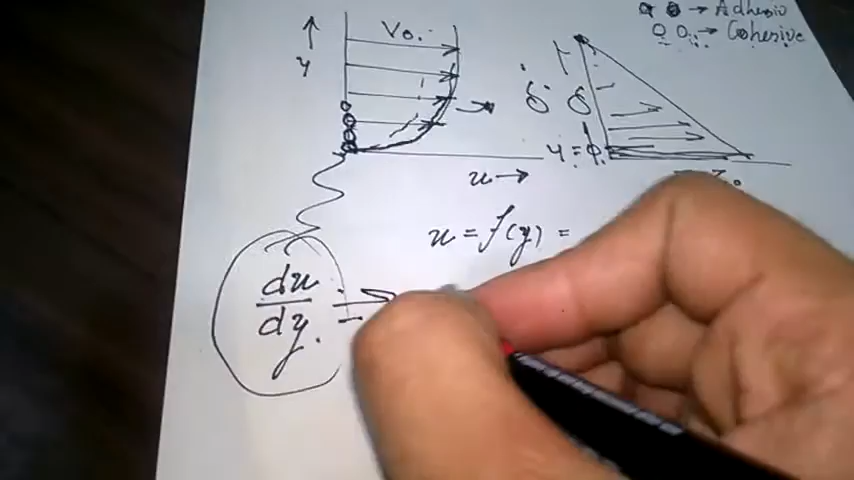 → Adhesio
→ Cohesive
V₀.
y
δ δ
y = 0
u →
u = f(y) =
du
dy